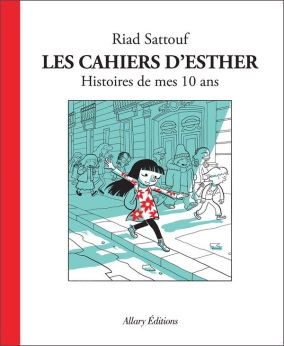 Riad Sattouf
LES CAHIERS D'ESTHER
Histoires de mes 10 ans
Allary Éditions